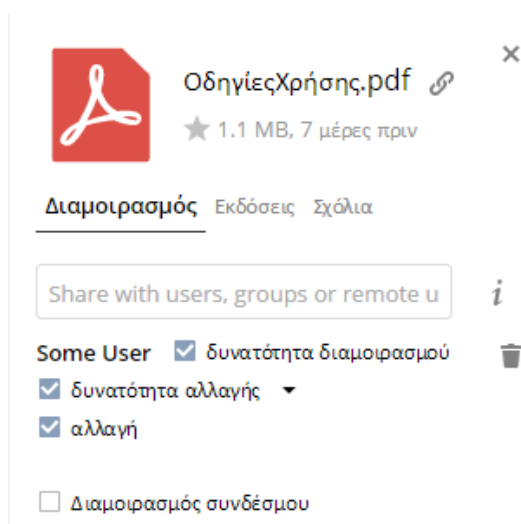 ΟδηγίεςΧρήσης.pdf
1.1 MB, 7 μέρες πριν
Διαμοιρασμός Εκδόσεις Σχόλια
Share with users, groups or remote u
Some User δυνατότητα διαμοιρασμού
δυνατότητα αλλαγής
αλλαγή
Διαμοιρασμός συνδέσμου